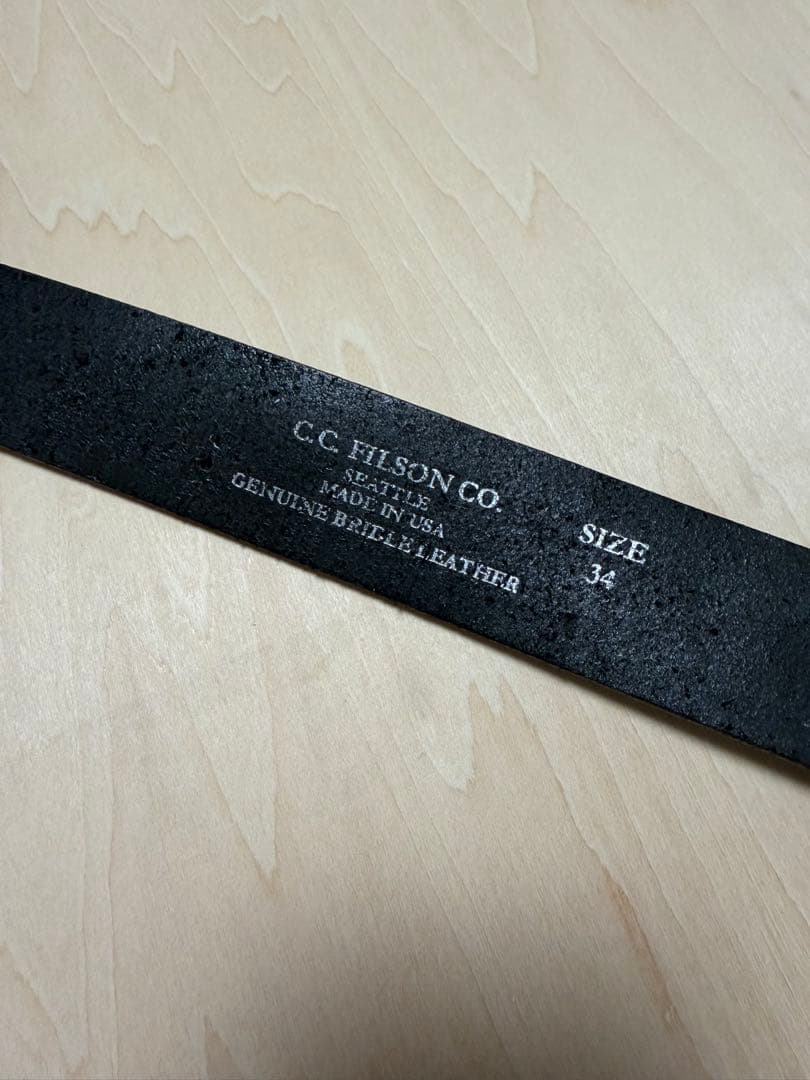 C.C. FILSON CO.
SEATTLE
MADE IN USA
GENUINE BRIDLE LEATHER
SIZE
34